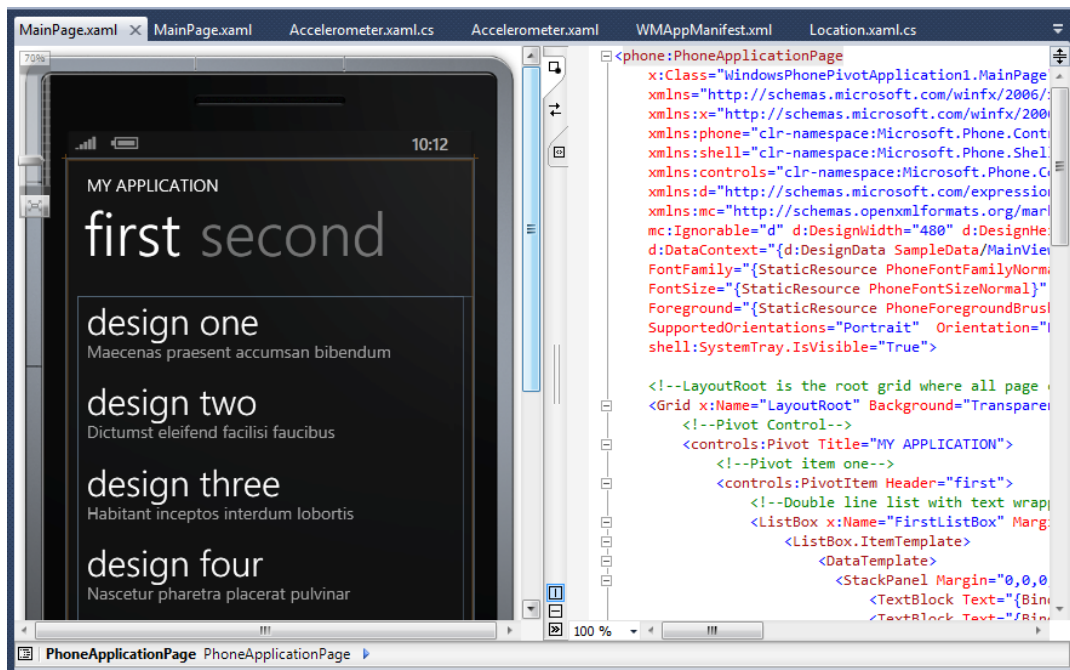 MainPage.xaml MainPage.xaml Accelerometer.xaml.cs Accelerometer.xaml WMAppManifest.xml Location.xaml.cs
70%
10:12
MY APPLICATION
first second
design one
Maecenas praesent accumsan bibendum
design two
Dictumst eleifend facilisi faucibus
design three
Habitant inceptos interdum lobortis
design four
Nascetur pharetra placerat pulvinar
<phone:PhoneApplicationPage
x:Class="WindowsPhonePivotApplication1.MainPage
xmlns="http://schemas.microsoft.com/winfx/2006/
xmlns:x="http://schemas.microsoft.com/winfx/200
xmlns:phone="clr-namespace:Microsoft.Phone.Cont
xmlns:shell="clr-namespace:Microsoft.Phone.Shel
xmlns:controls="clr-namespace:Microsoft.Phone.C
xmlns:d="http://schemas.microsoft.com/expression
xmlns:mc="http://schemas.openxmlformats.org/mar
mc:Ignorable="d" d:DesignWidth="480" d:DesignHe
d:DataContext="{d:DesignData SampleData/MainVie
FontFamily="{StaticResource PhoneFontFamilyNorm
FontSize="{StaticResource PhoneFontSizeNormal}"
Foreground="{StaticResource PhoneForegroundBrus
SupportedOrientations="Portrait" Orientation="
shell:SystemTray.IsVisible="True">
<!--LayoutRoot is the root grid where all page
<Grid x:Name="LayoutRoot" Background="Transparen
<!--Pivot Control-->
<controls:Pivot Title="MY APPLICATION">
<!--Pivot item one-->
<controls:PivotItem Header="first">
<!--Double line list with text wrap
<ListBox x:Name="FirstListBox" Marg
<ListBox.ItemTemplate>
<DataTemplate>
<StackPanel Margin="0,0,0
<TextBlock Text="{Bin
<TextBlock Text="{Bin
100 %
PhoneApplicationPage PhoneApplicationPage